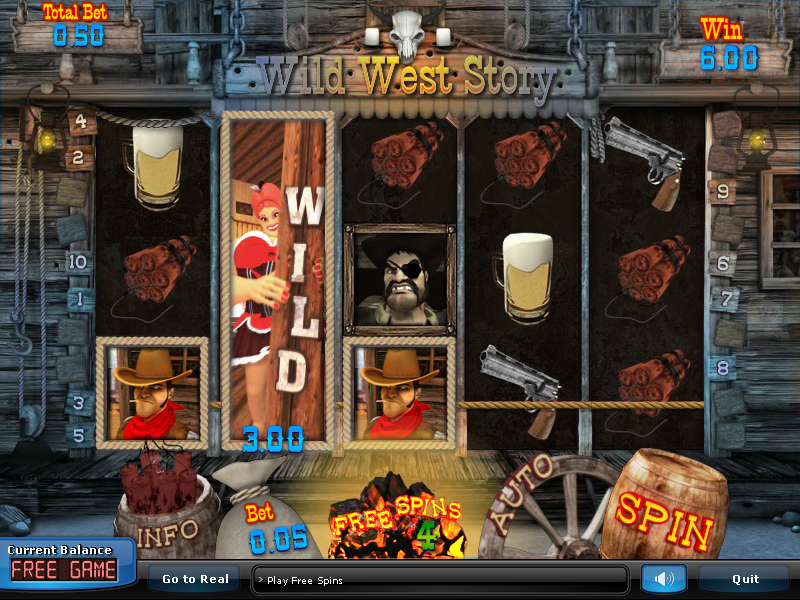 Total Bet
0.50
Win
6.00
Wild West Story
4
2
10
1
3
5
9
6
7
8
WILD
3.00
INFO
Bet
0.05
FREE SPINS
4
AUTO
SPIN
Current Balance
FREE GAME
Go to Real
> Play Free Spins
Quit